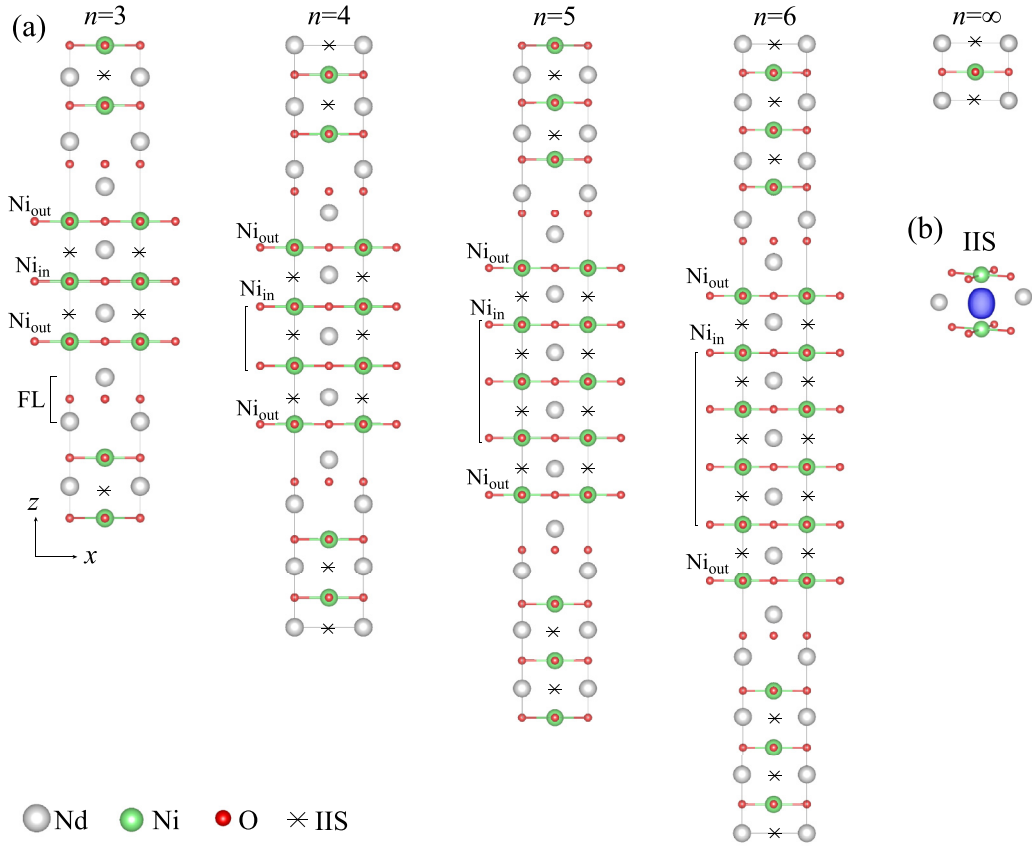 (a)
n=3
n=4
n=5
n=6
n=∞
Ni_out
Ni_in
Ni_out
FL
z
x
Ni_out
Ni_in
Ni_out
Ni_out
Ni_in
Ni_out
Ni_out
Ni_in
Ni_out
(b)
IIS
Nd
Ni
O
IIS